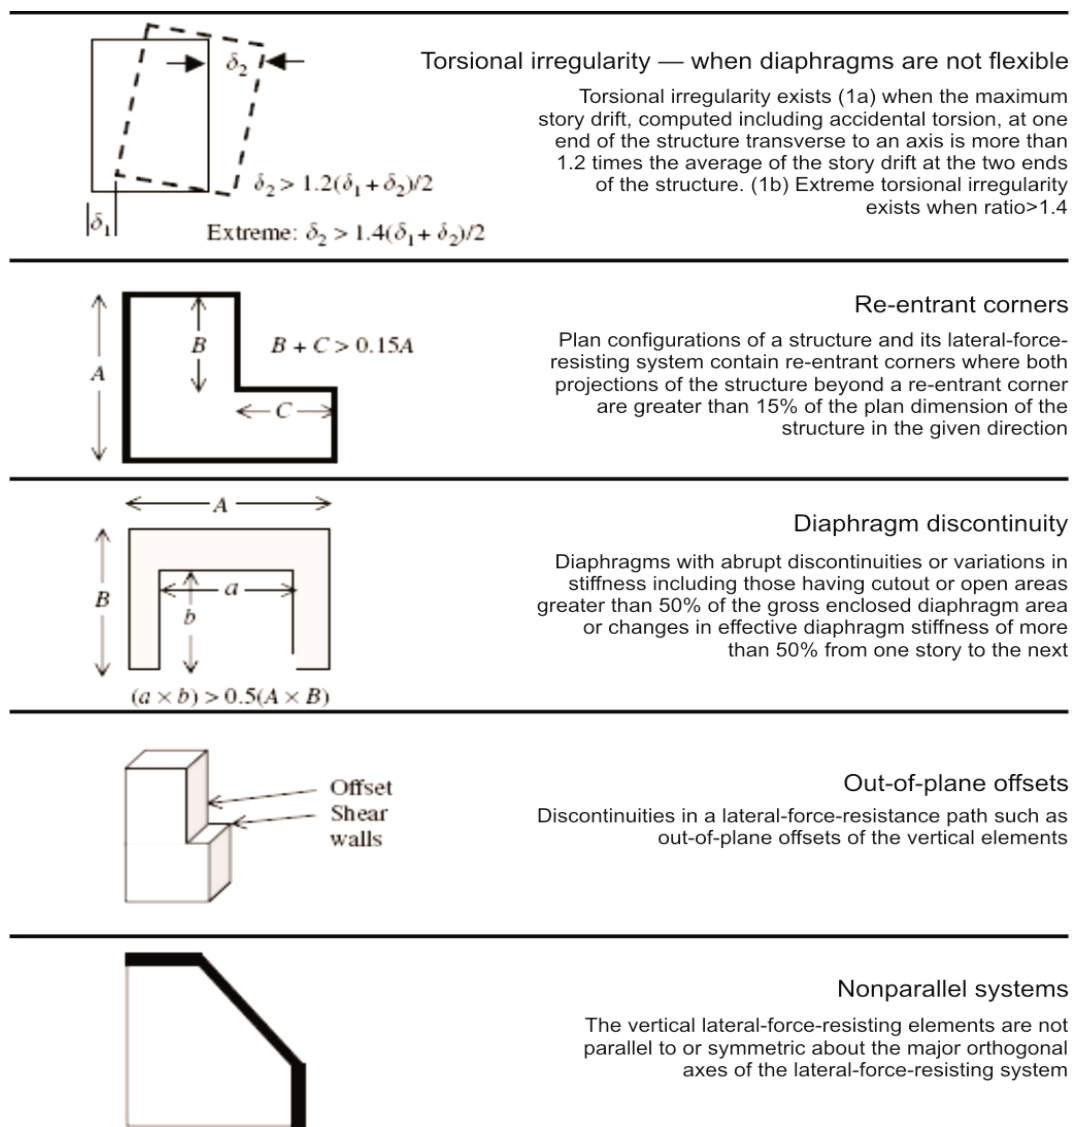 δ₂
δ₂ > 1.2(δ₁ + δ₂)/2
δ₁
Extreme: δ₂ > 1.4(δ₁ + δ₂)/2
Torsional irregularity — when diaphragms are not flexible
Torsional irregularity exists (1a) when the maximum
story drift, computed including accidental torsion, at one
end of the structure transverse to an axis is more than
1.2 times the average of the story drift at the two ends
of the structure. (1b) Extreme torsional irregularity
exists when ratio>1.4
A
B
B + C > 0.15A
C
Re-entrant corners
Plan configurations of a structure and its lateral-force-
resisting system contain re-entrant corners where both
projections of the structure beyond a re-entrant corner
are greater than 15% of the plan dimension of the
structure in the given direction
A
B
a
b
(a × b) > 0.5(A × B)
Diaphragm discontinuity
Diaphragms with abrupt discontinuities or variations in
stiffness including those having cutout or open areas
greater than 50% of the gross enclosed diaphragm area
or changes in effective diaphragm stiffness of more
than 50% from one story to the next
Offset
Shear
walls
Out-of-plane offsets
Discontinuities in a lateral-force-resistance path such as
out-of-plane offsets of the vertical elements
Nonparallel systems
The vertical lateral-force-resisting elements are not
parallel to or symmetric about the major orthogonal
axes of the lateral-force-resisting system